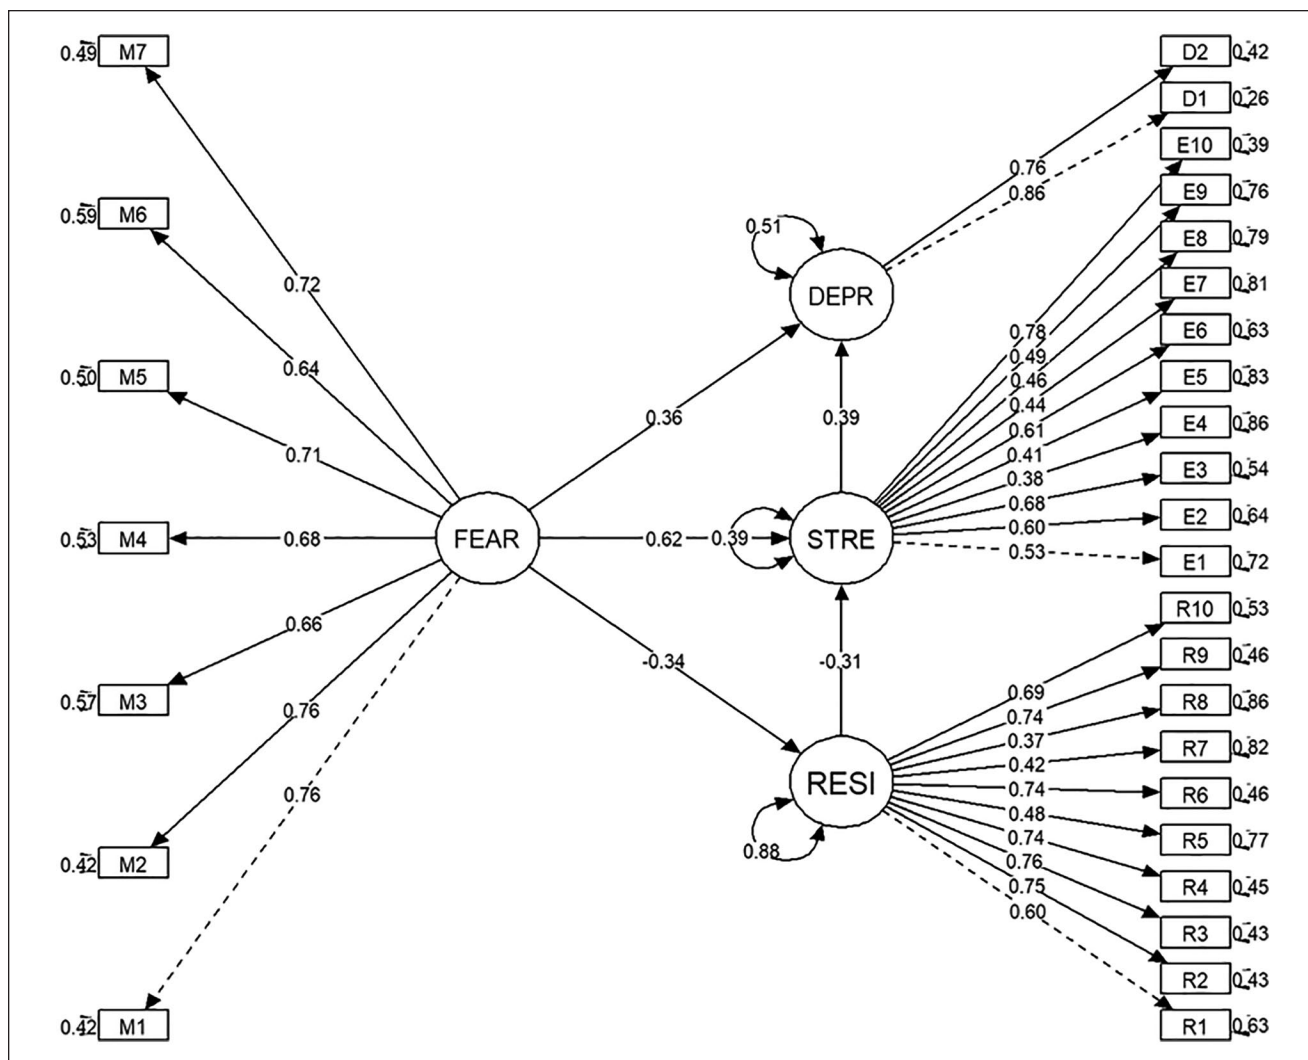 0.49 M7
0.59 M6
0.50 M5
0.53 M4
0.57 M3
0.42 M2
0.42 M1
0.72
0.64
0.71
0.68
0.66
0.76
0.76
FEAR
0.36
0.62
-0.34
0.51
DEPR
0.39
0.39
STRE
-0.31
RESI
0.88
0.76
0.86
0.78
0.49
0.46
0.44
0.61
0.41
0.38
0.68
0.60
0.53
0.69
0.74
0.37
0.42
0.74
0.48
0.74
0.76
0.75
0.60
D2 0.42
D1 0.26
E10 0.39
E9 0.76
E8 0.79
E7 0.81
E6 0.63
E5 0.83
E4 0.86
E3 0.54
E2 0.64
E1 0.72
R10 0.53
R9 0.46
R8 0.86
R7 0.82
R6 0.46
R5 0.77
R4 0.45
R3 0.43
R2 0.43
R1 0.63